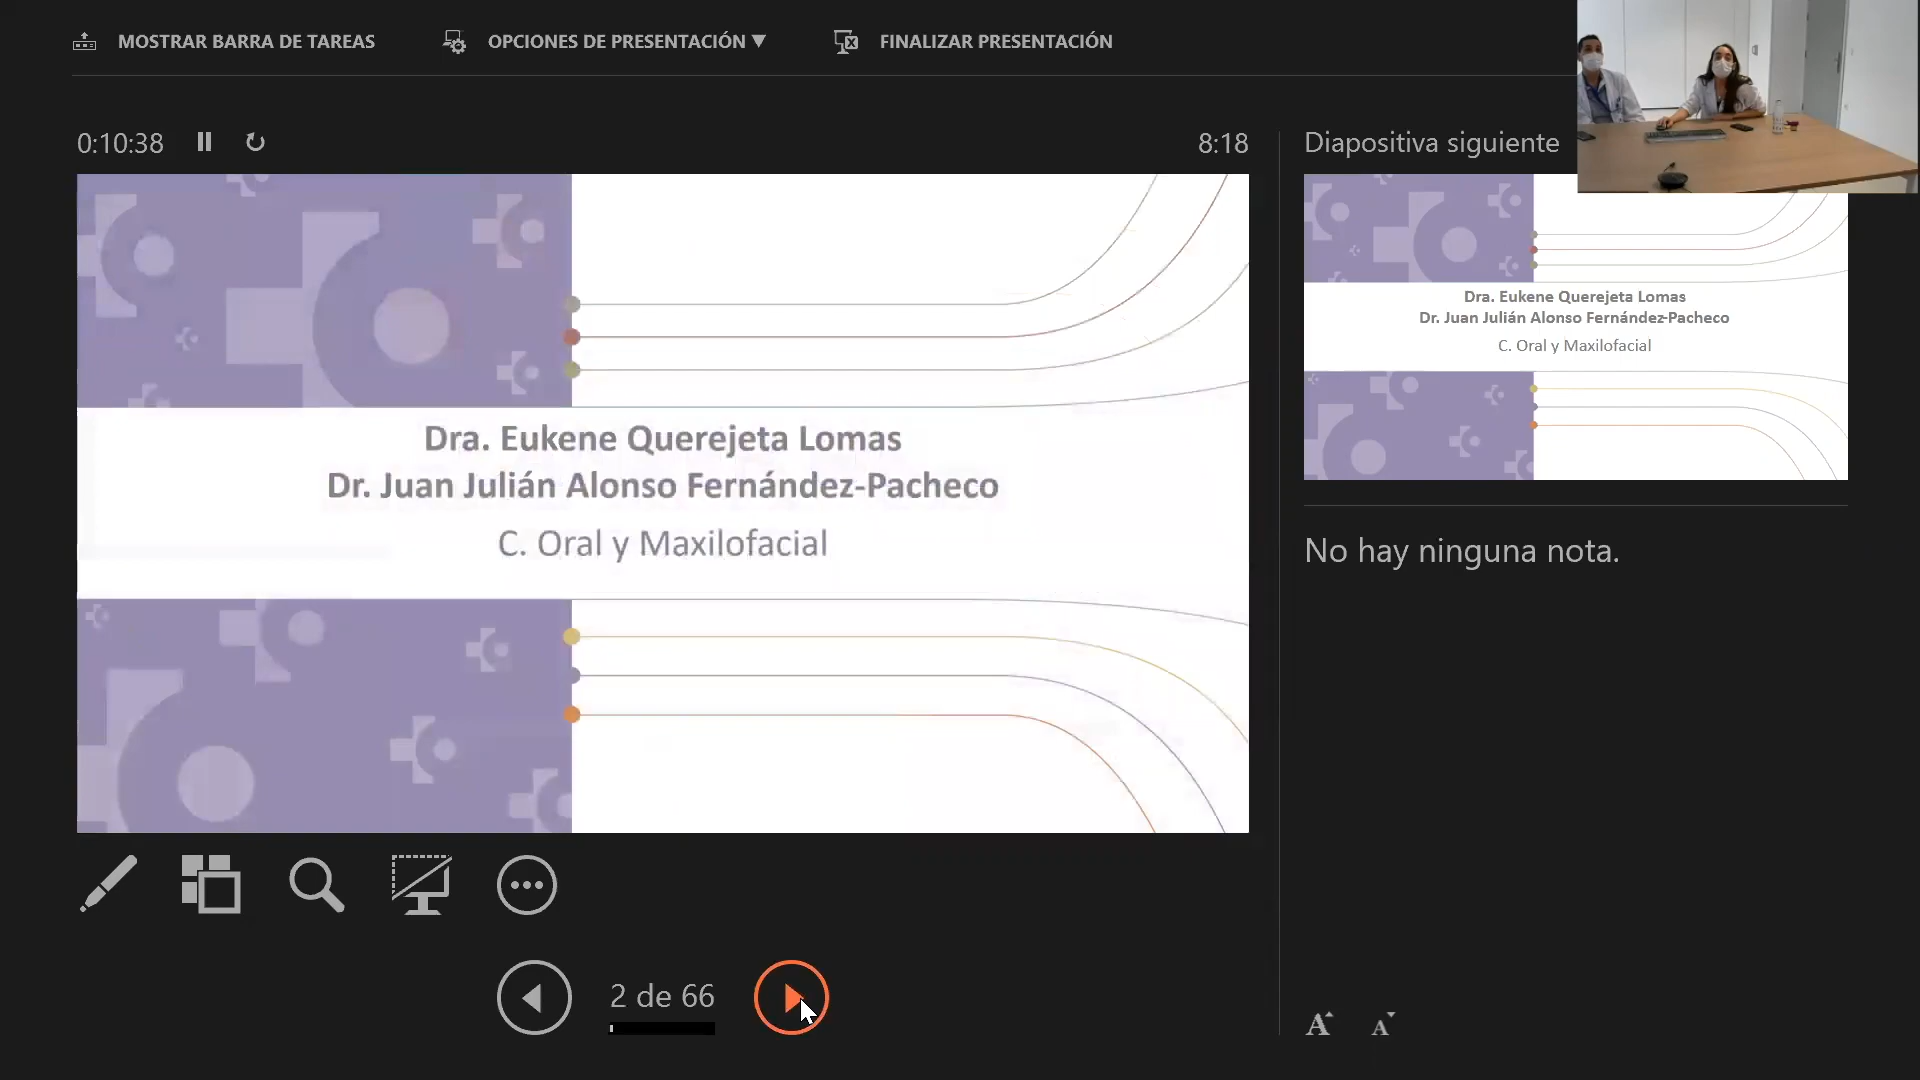 MOSTRAR BARRA DE TAREAS
OPCIONES DE PRESENTACIÓN ▼
FINALIZAR PRESENTACIÓN
0:10:38
8:18
Dra. Eukene Querejeta Lomas
Dr. Juan Julián Alonso Fernández-Pacheco
C. Oral y Maxilofacial
2 de 66
Diapositiva siguiente
Dra. Eukene Querejeta Lomas
Dr. Juan Julián Alonso Fernández-Pacheco
C. Oral y Maxilofacial
No hay ninguna nota.
A A